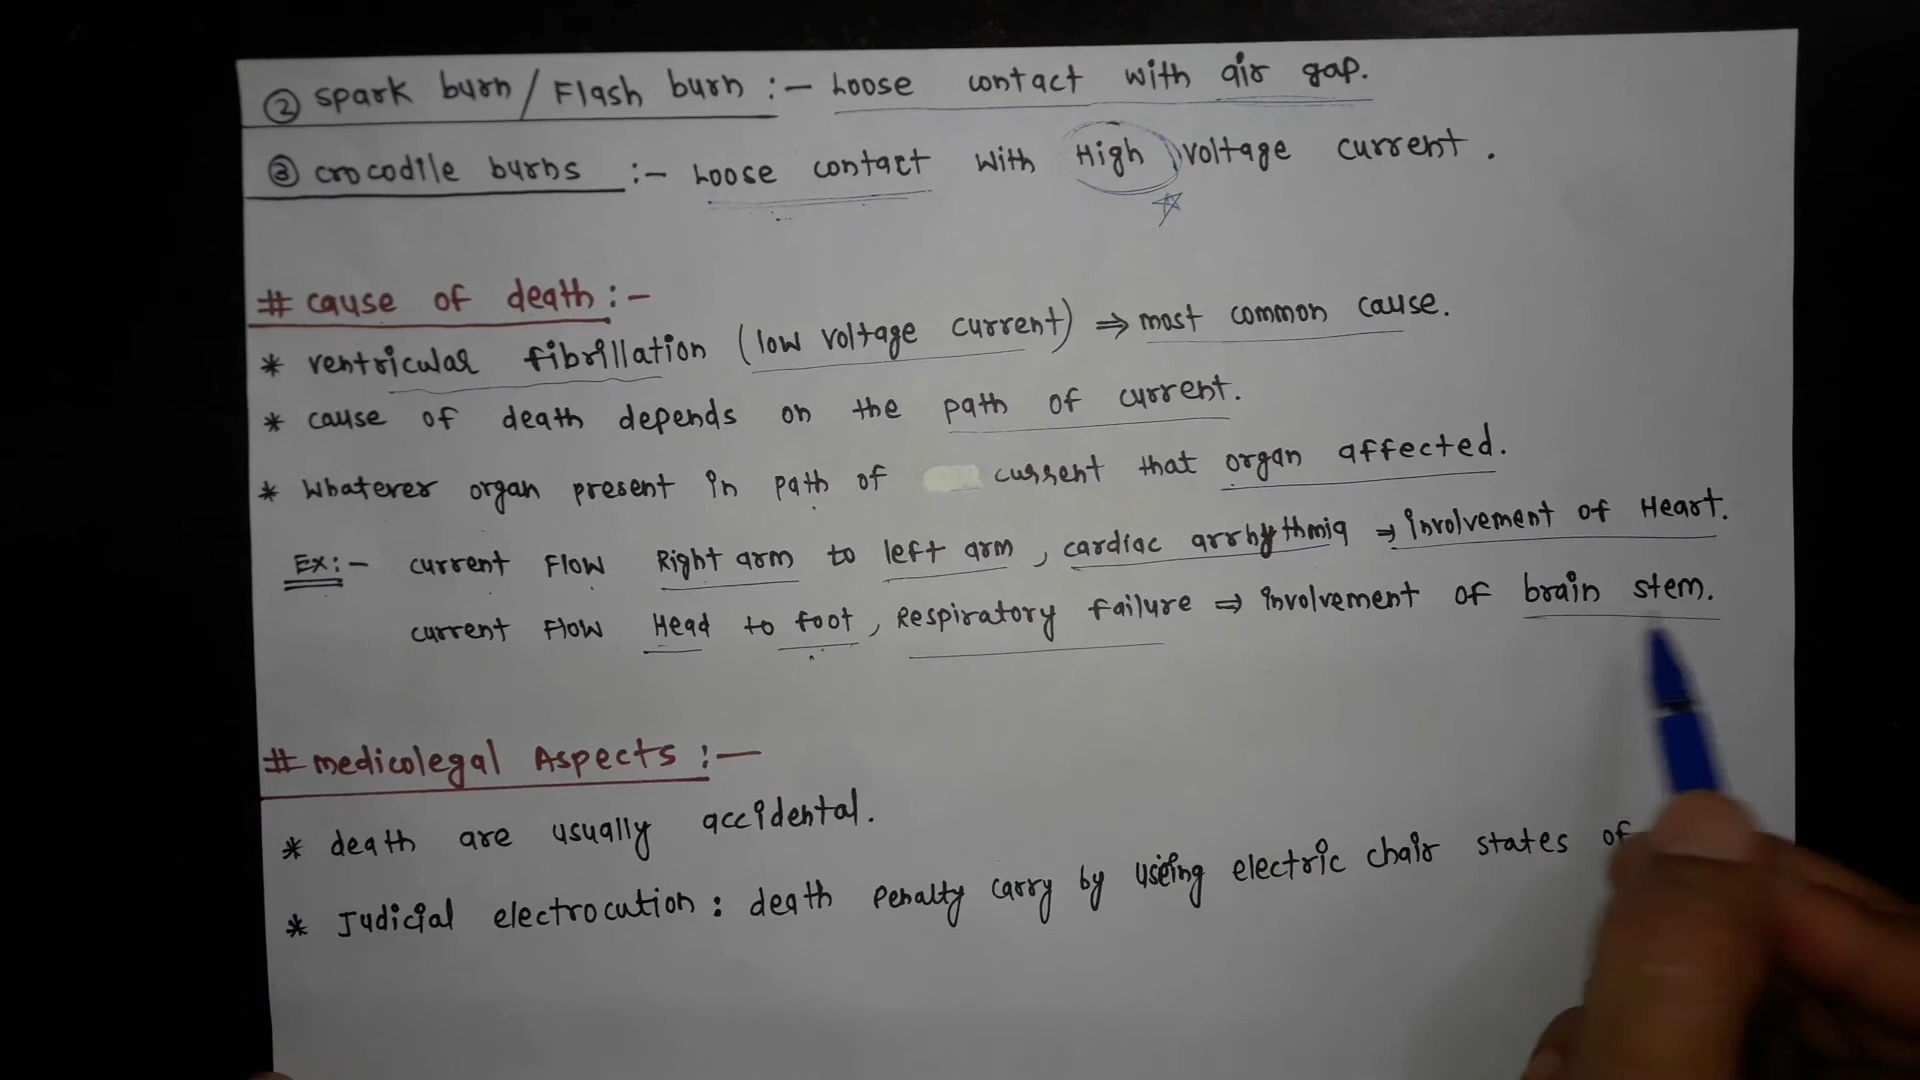 ② spark burn / Flash burn :- Loose contact with air gap.
③ crocodile burns :- Loose contact with High voltage current.
# cause of death :-
* ventricular fibrillation (low voltage current) ⇒ most common cause.
* cause of death depends on the path of current.
* Whatever organ present in path of current that organ affected.
Ex:- current Flow Right arm to left arm, cardiac arrhythmia ⇒ involvement of Heart.
current Flow Head to foot, Respiratory failure ⇒ involvement of brain stem.
# medicolegal Aspects :-
* death are usually accidental.
* Judicial electrocution : death penalty carry by useing electric chair states of